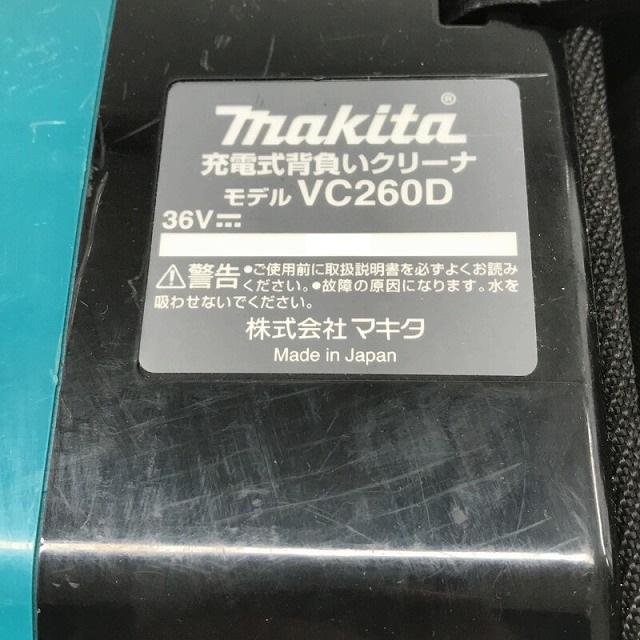 makita®
充電式背負いクリーナ
モデル VC260D
36V⎓
⚠警告 ●ご使用前に取扱説明書を必ずよくお読み
ください。●故障の原因になります。水を
吸わせないでください。
株式会社 マキタ
Made in Japan